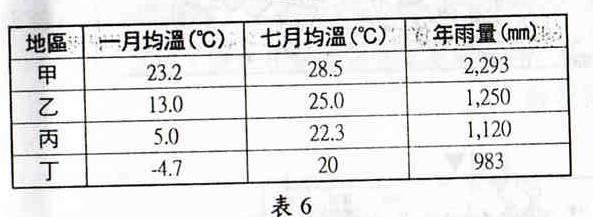 地區 一月均溫(℃) 七月均溫(℃) 年雨量(mm)
甲 23.2 28.5 2,293
乙 13.0 25.0 1,250
丙 5.0 22.3 1,120
丁 -4.7 20 983
表 6